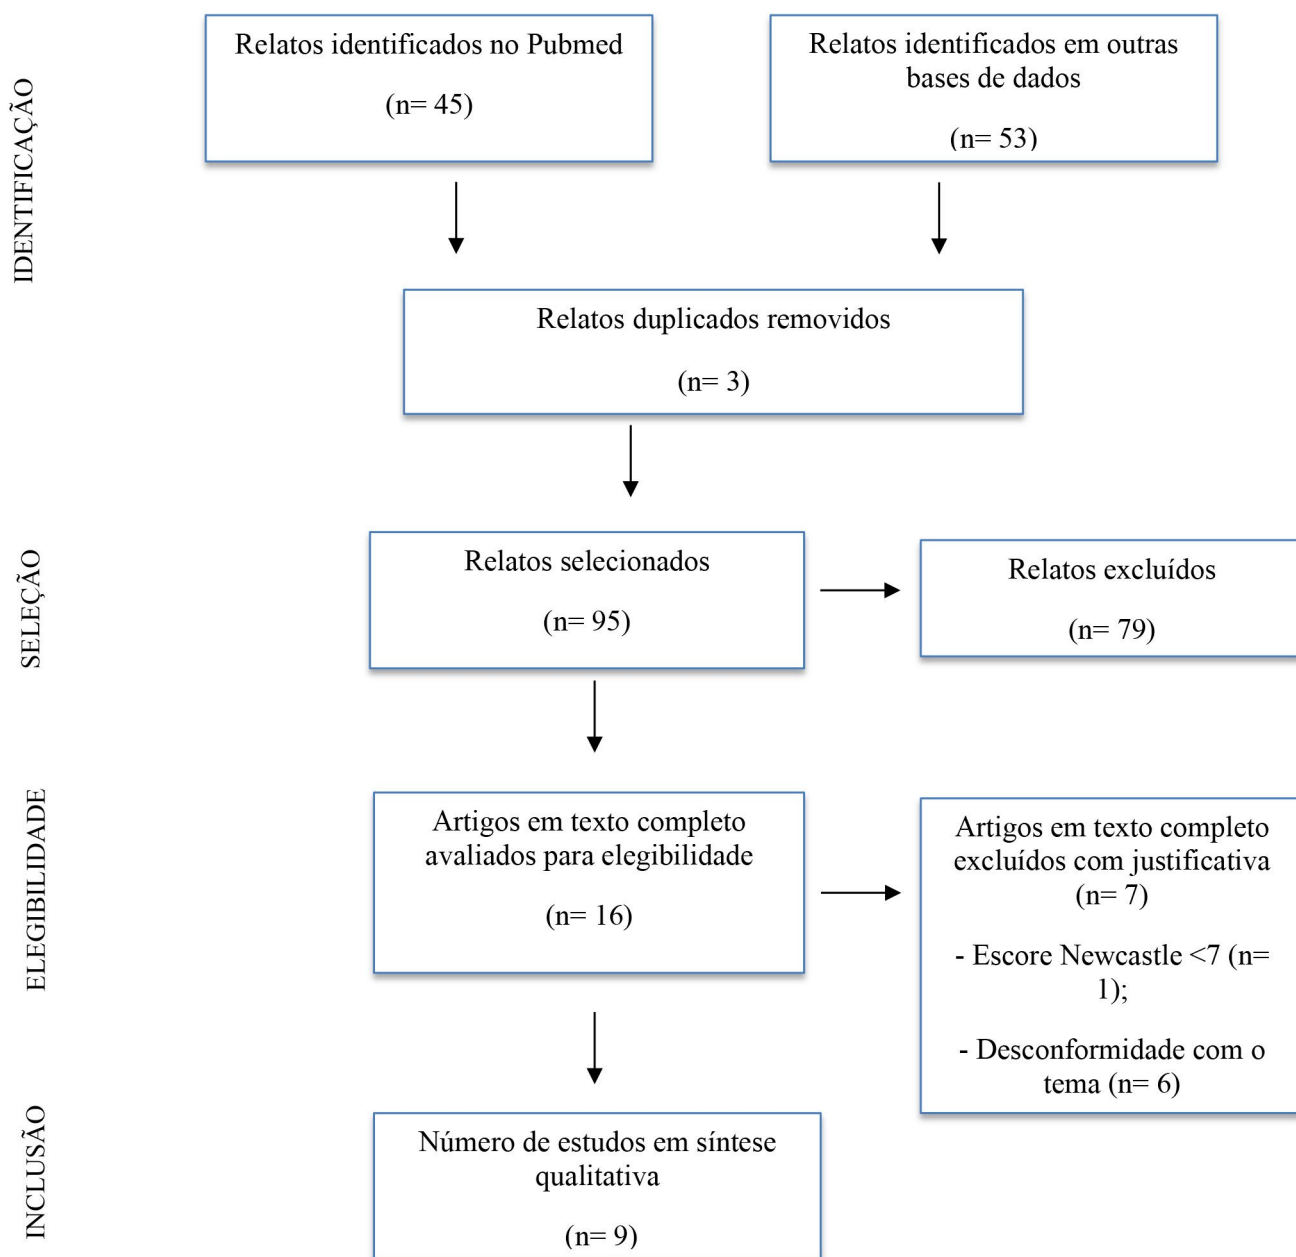 IDENTIFICAÇÃO
Relatos identificados no Pubmed
(n= 45)
Relatos identificados em outras
bases de dados
(n= 53)
Relatos duplicados removidos
(n= 3)
SELEÇÃO
Relatos selecionados
(n= 95)
Relatos excluídos
(n= 79)
ELEGIBILIDADE
Artigos em texto completo
avaliados para elegibilidade
(n= 16)
Artigos em texto completo
excluídos com justificativa
(n= 7)
- Escore Newcastle <7 (n=
1);
- Desconformidade com o
tema (n= 6)
INCLUSÃO
Número de estudos em síntese
qualitativa
(n= 9)